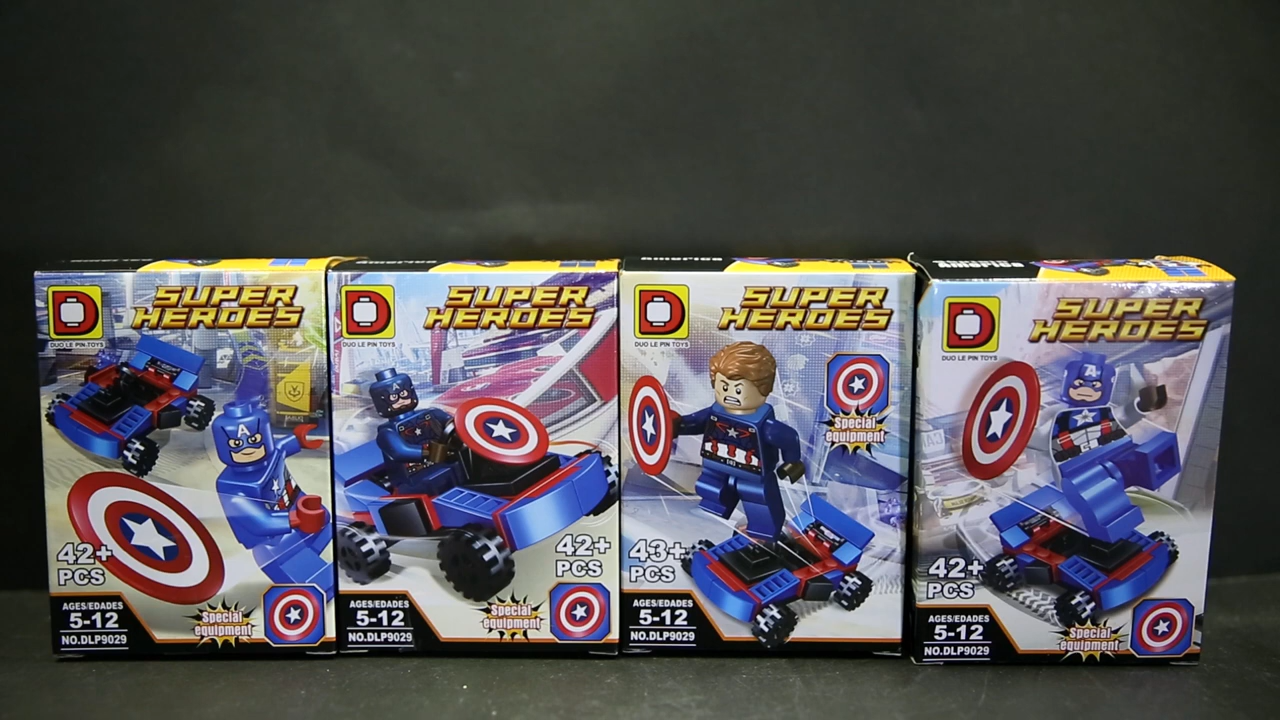 D
DUO LE PIN TOYS
SUPER
HEROES
A
42+
PCS
AGES/EDADES
5-12
NO.DLP9029
Special
equipment
D
DUO LE PIN TOYS
SUPER
HEROES
A
42+
PCS
AGES/EDADES
5-12
NO.DLP9029
Special
equipment
America
D
DUO LE PIN TOYS
SUPER
HEROES
Special
equipment
43+
PCS
AGES/EDADES
5-12
NO.DLP9029
America
D
DUO LE PIN TOYS
SUPER
HEROES
A
42+
PCS
AGES/EDADES
5-12
NO.DLP9029
Special
equipment